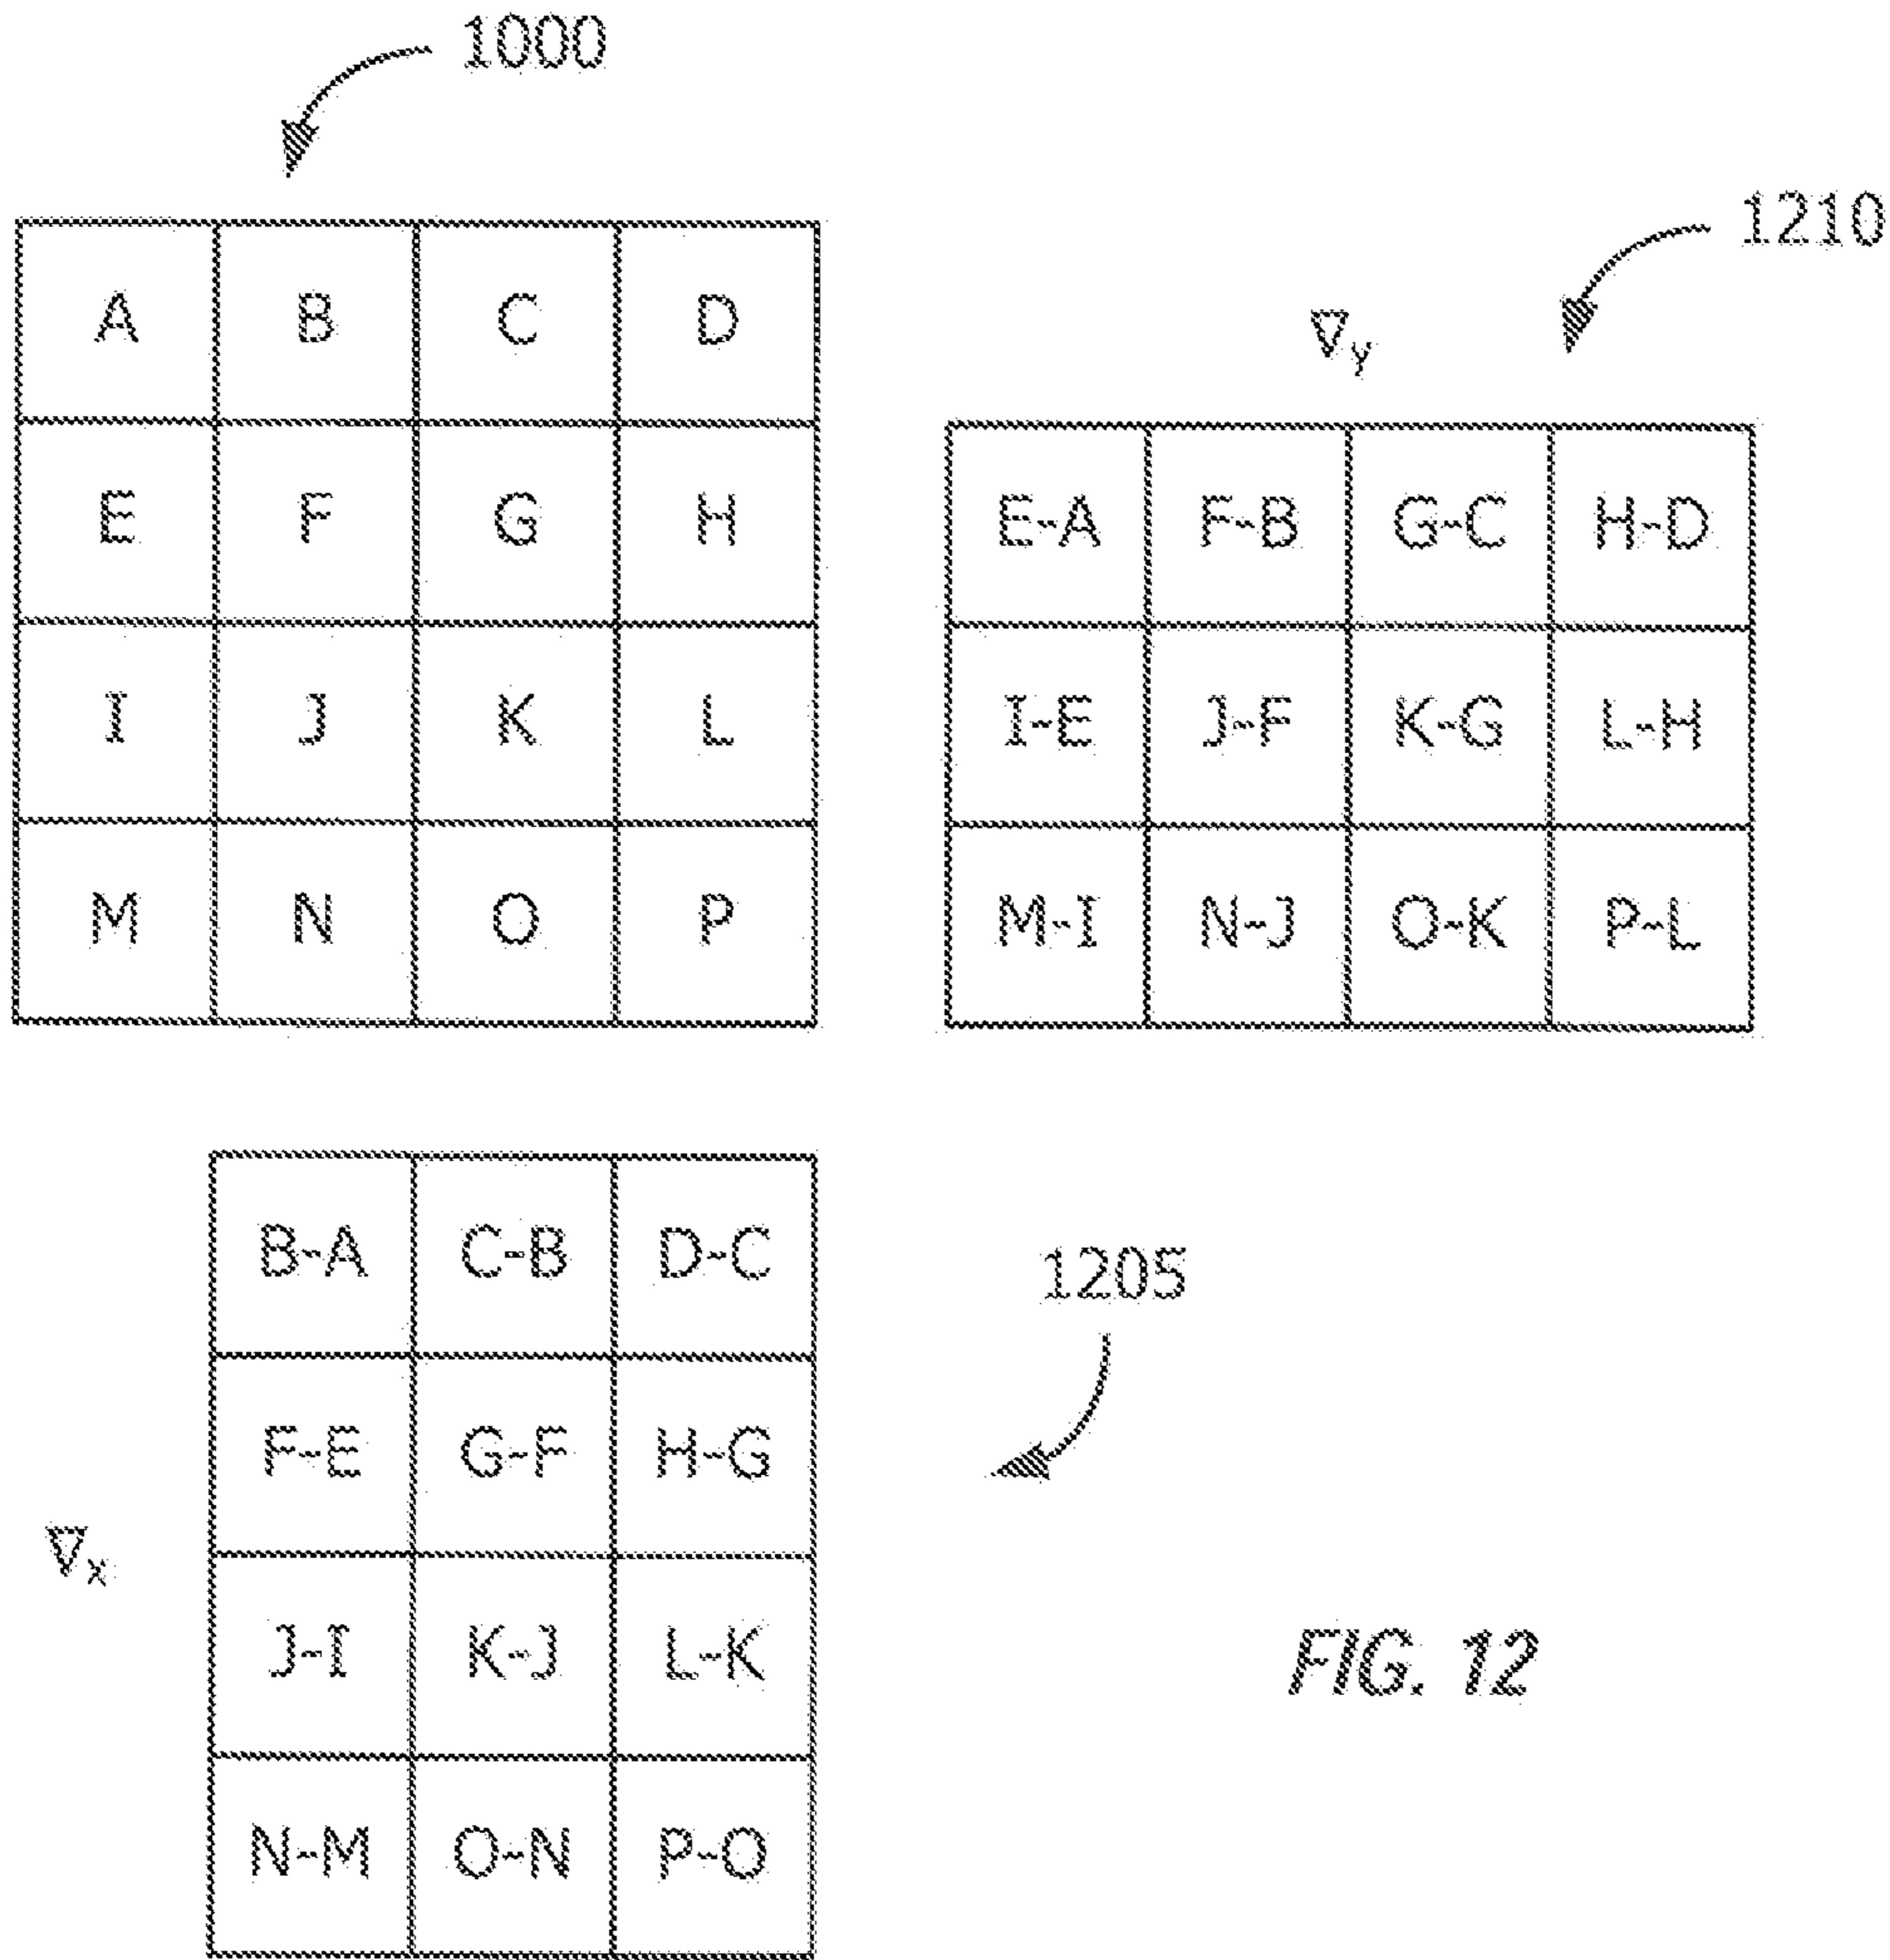 1000
A B C D
E F G H
I J K L
M N O P
1210
∇y
E-A F-B G-C H-D
I-E J-F K-G L-H
M-I N-J O-K P-L
B-A C-B D-C
F-E G-F H-G
J-I K-J L-K
N-M O-N P-O
∇x
1205
FIG. 12